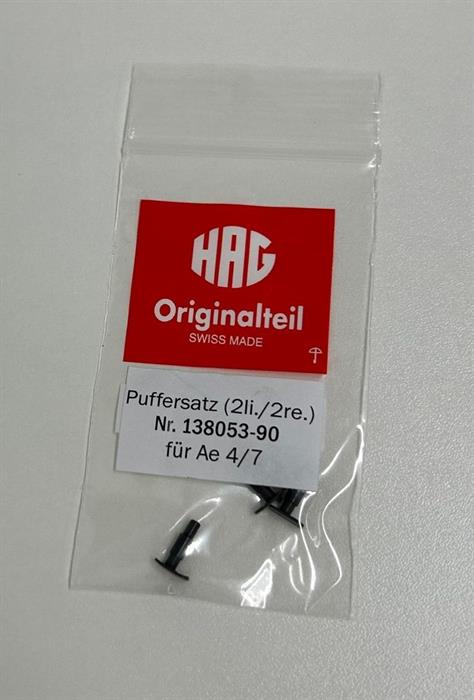 HAG
Originalteil
SWISS MADE
Puffersatz (2li./2re.)
Nr. 138053-90
für Ae 4/7